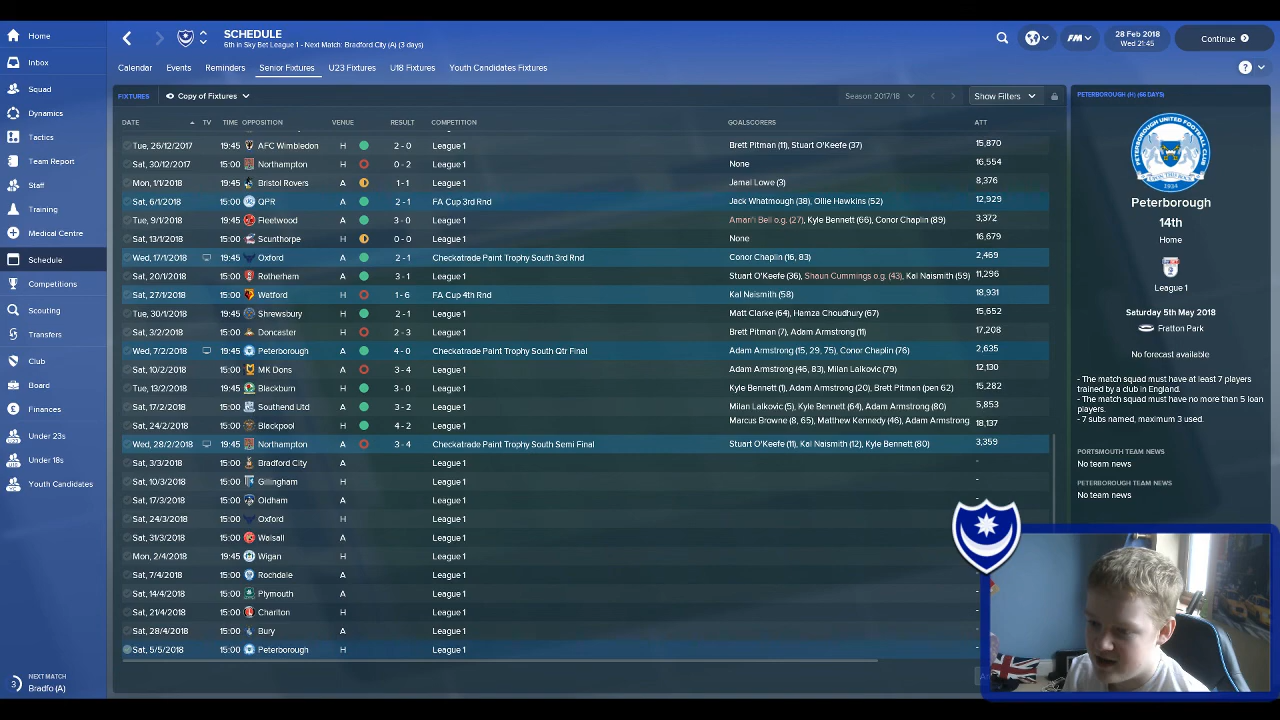 Home
Inbox
Squad
Dynamics
Tactics
Team Report
Staff
Training
Medical Centre
Schedule
Competitions
Scouting
Transfers
Club
Board
Finances
Under 23s
Under 18s
Youth Candidates
NEXT MATCH
3 Bradfo (A)
SCHEDULE
6th in Sky Bet League 1 - Next Match: Bradford City (A) (3 days)
FM
28 Feb 2018
Wed 21:45
Continue
Calendar Events Reminders Senior Fixtures U23 Fixtures U18 Fixtures Youth Candidates Fixtures
?
FIXTURES Copy of Fixtures Season 2017/18 Show Filters
DATE TV TIME OPPOSITION VENUE RESULT COMPETITION GOALSCORERS ATT
Tue, 26/12/2017 19:45 AFC Wimbledon H 2 - 0 League 1 Brett Pitman (11), Stuart O'Keefe (37) 15,870
Sat, 30/12/2017 15:00 Northampton H 0 - 2 League 1 None 16,554
Mon, 1/1/2018 19:45 Bristol Rovers A 1 - 1 League 1 Jamal Lowe (3) 8,376
Sat, 6/1/2018 15:00 QPR A 2 - 1 FA Cup 3rd Rnd Jack Whatmough (38), Ollie Hawkins (52) 12,929
Tue, 9/1/2018 19:45 Fleetwood A 3 - 0 League 1 Amari'i Bell o.g. (27), Kyle Bennett (66), Conor Chaplin (89) 3,372
Sat, 13/1/2018 15:00 Scunthorpe H 0 - 0 League 1 None 16,679
Wed, 17/1/2018 19:45 Oxford A 2 - 1 Checkatrade Paint Trophy South 3rd Rnd Conor Chaplin (16, 83) 2,469
Sat, 20/1/2018 15:00 Rotherham A 3 - 1 League 1 Stuart O'Keefe (36), Shaun Cummings o.g. (43), Kal Naismith (59) 11,296
Sat, 27/1/2018 15:00 Watford H 1 - 6 FA Cup 4th Rnd Kal Naismith (58) 18,931
Tue, 30/1/2018 19:45 Shrewsbury H 2 - 1 League 1 Matt Clarke (64), Hamza Choudhury (67) 15,652
Sat, 3/2/2018 15:00 Doncaster H 2 - 3 League 1 Brett Pitman (7), Adam Armstrong (11) 17,208
Wed, 7/2/2018 19:45 Peterborough A 4 - 0 Checkatrade Paint Trophy South Qtr Final Adam Armstrong (15, 29, 75), Conor Chaplin (76) 2,635
Sat, 10/2/2018 15:00 MK Dons A 3 - 4 League 1 Adam Armstrong (46, 83), Milan Lalkovic (79) 12,130
Tue, 13/2/2018 19:45 Blackburn H 3 - 0 League 1 Kyle Bennett (1), Adam Armstrong (20), Brett Pitman (pen 62) 15,282
Sat, 17/2/2018 15:00 Southend Utd A 3 - 2 League 1 Milan Lalkovic (5), Kyle Bennett (64), Adam Armstrong (80) 5,853
Sat, 24/2/2018 15:00 Blackpool H 4 - 2 League 1 Marcus Browne (8, 65), Matthew Kennedy (46), Adam Armstrong 18,137
Wed, 28/2/2018 19:45 Northampton A 3 - 4 Checkatrade Paint Trophy South Semi Final Stuart O'Keefe (11), Kal Naismith (12), Kyle Bennett (80) 3,359
Sat, 3/3/2018 15:00 Bradford City A League 1 -
Sat, 10/3/2018 15:00 Gillingham H League 1 -
Sat, 17/3/2018 15:00 Oldham A League 1 -
Sat, 24/3/2018 15:00 Oxford H League 1
Sat, 31/3/2018 15:00 Walsall A League 1
Mon, 2/4/2018 19:45 Wigan H League 1
Sat, 7/4/2018 15:00 Rochdale A League 1 -
Sat, 14/4/2018 15:00 Plymouth A League 1 -
Sat, 21/4/2018 15:00 Charlton H League 1 -
Sat, 28/4/2018 15:00 Bury A League 1 -
Sat, 5/5/2018 15:00 Peterborough H League 1 -
PETERBOROUGH (H) (66 DAYS)
PETERBOROUGH UNITED FOOTBALL CLUB
1934
Peterborough
14th
Home
League 1
Saturday 5th May 2018
Fratton Park
No forecast available
- The match squad must have at least 7 players
trained by a club in England.
- The match squad must have no more than 5 loan
players.
- 7 subs named, maximum 3 used.
PORTSMOUTH TEAM NEWS
No team news
PETERBOROUGH TEAM NEWS
No team news